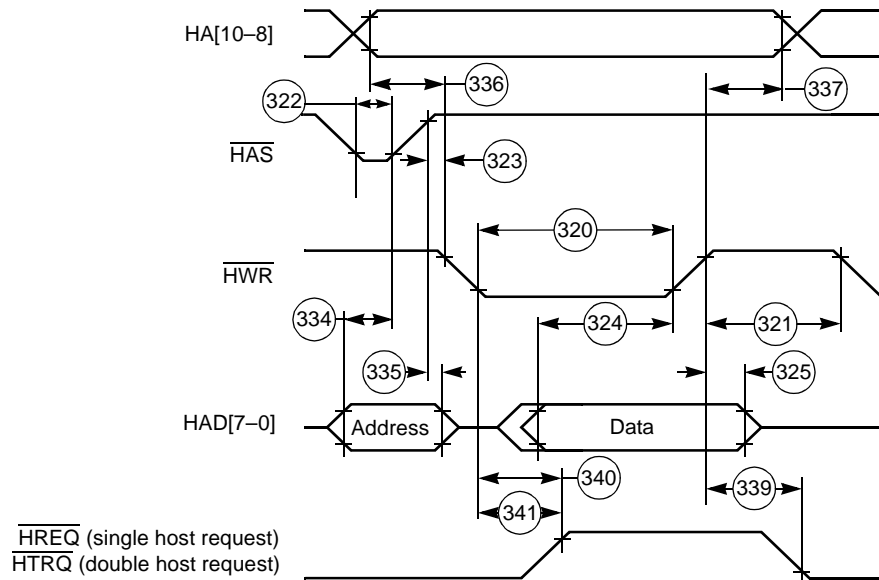 HA[10–8]
336
337
322
HAS
323
320
HWR
334
324
321
335
325
HAD[7–0]
Address
Data
340
341
339
HREQ (single host request)
HTRQ (double host request)